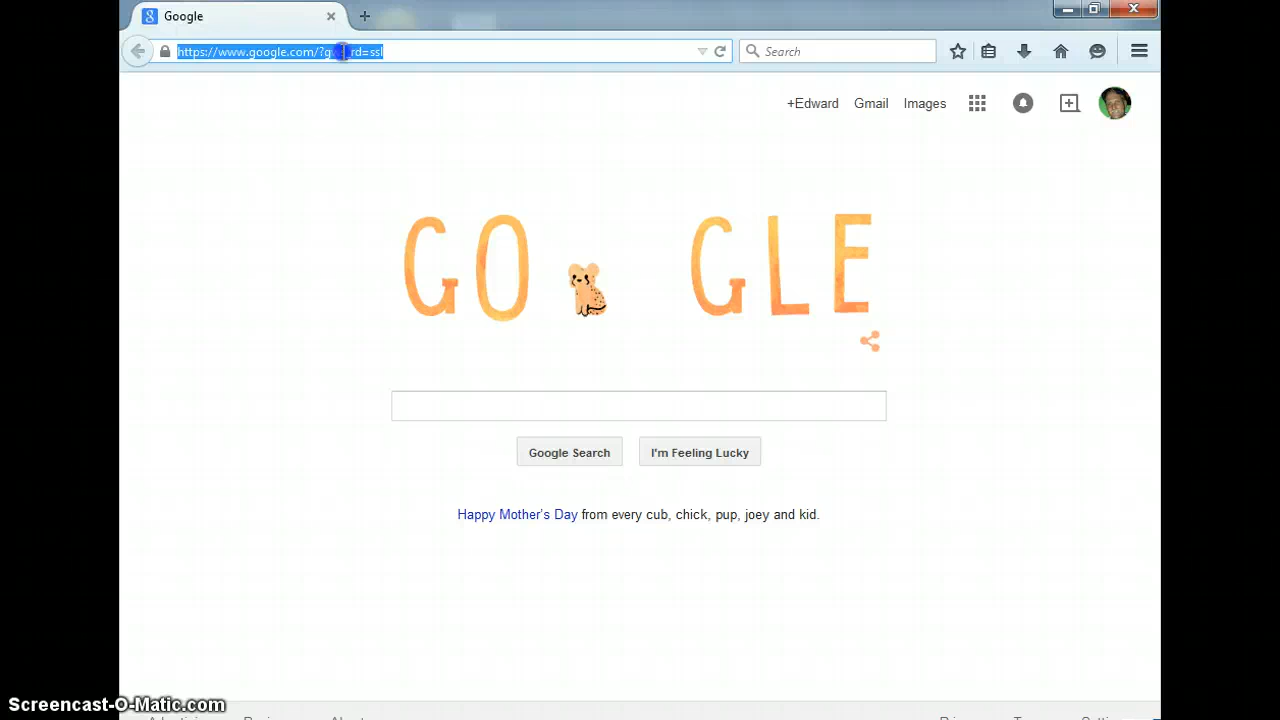 Google
https://www.google.com/?g rd=ssl
Search
+Edward Gmail Images
GO GLE
Google Search I'm Feeling Lucky
Happy Mother's Day from every cub, chick, pup, joey and kid.
Screencast-O-Matic.com